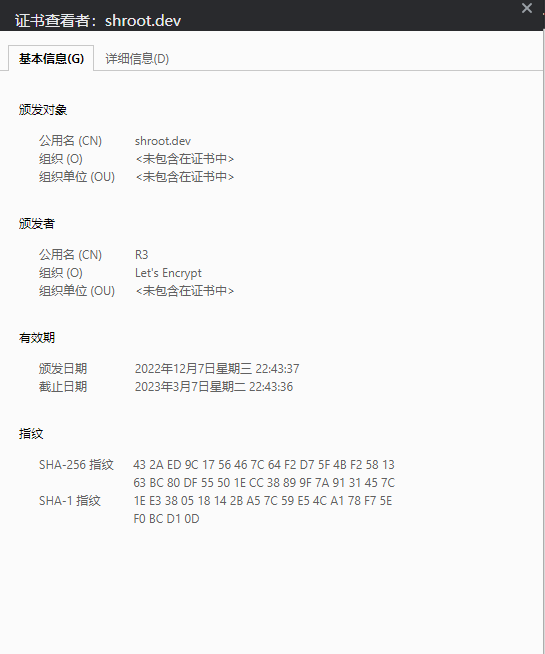 证书查看者：shroot.dev
基本信息(G) 详细信息(D)
颁发对象
公用名 (CN) shroot.dev
组织 (O) <未包含在证书中>
组织单位 (OU) <未包含在证书中>
颁发者
公用名 (CN) R3
组织 (O) Let's Encrypt
组织单位 (OU) <未包含在证书中>
有效期
颁发日期 2022年12月7日星期三 22:43:37
截止日期 2023年3月7日星期二 22:43:36
指纹
SHA-256 指纹 43 2A ED 9C 17 56 46 7C 64 F2 D7 5F 4B F2 58 13
63 BC 80 DF 55 50 1E CC 38 89 9F 7A 91 31 45 7C
SHA-1 指纹 1E E3 38 05 18 14 2B A5 7C 59 E5 4C A1 78 F7 5E
F0 BC D1 0D